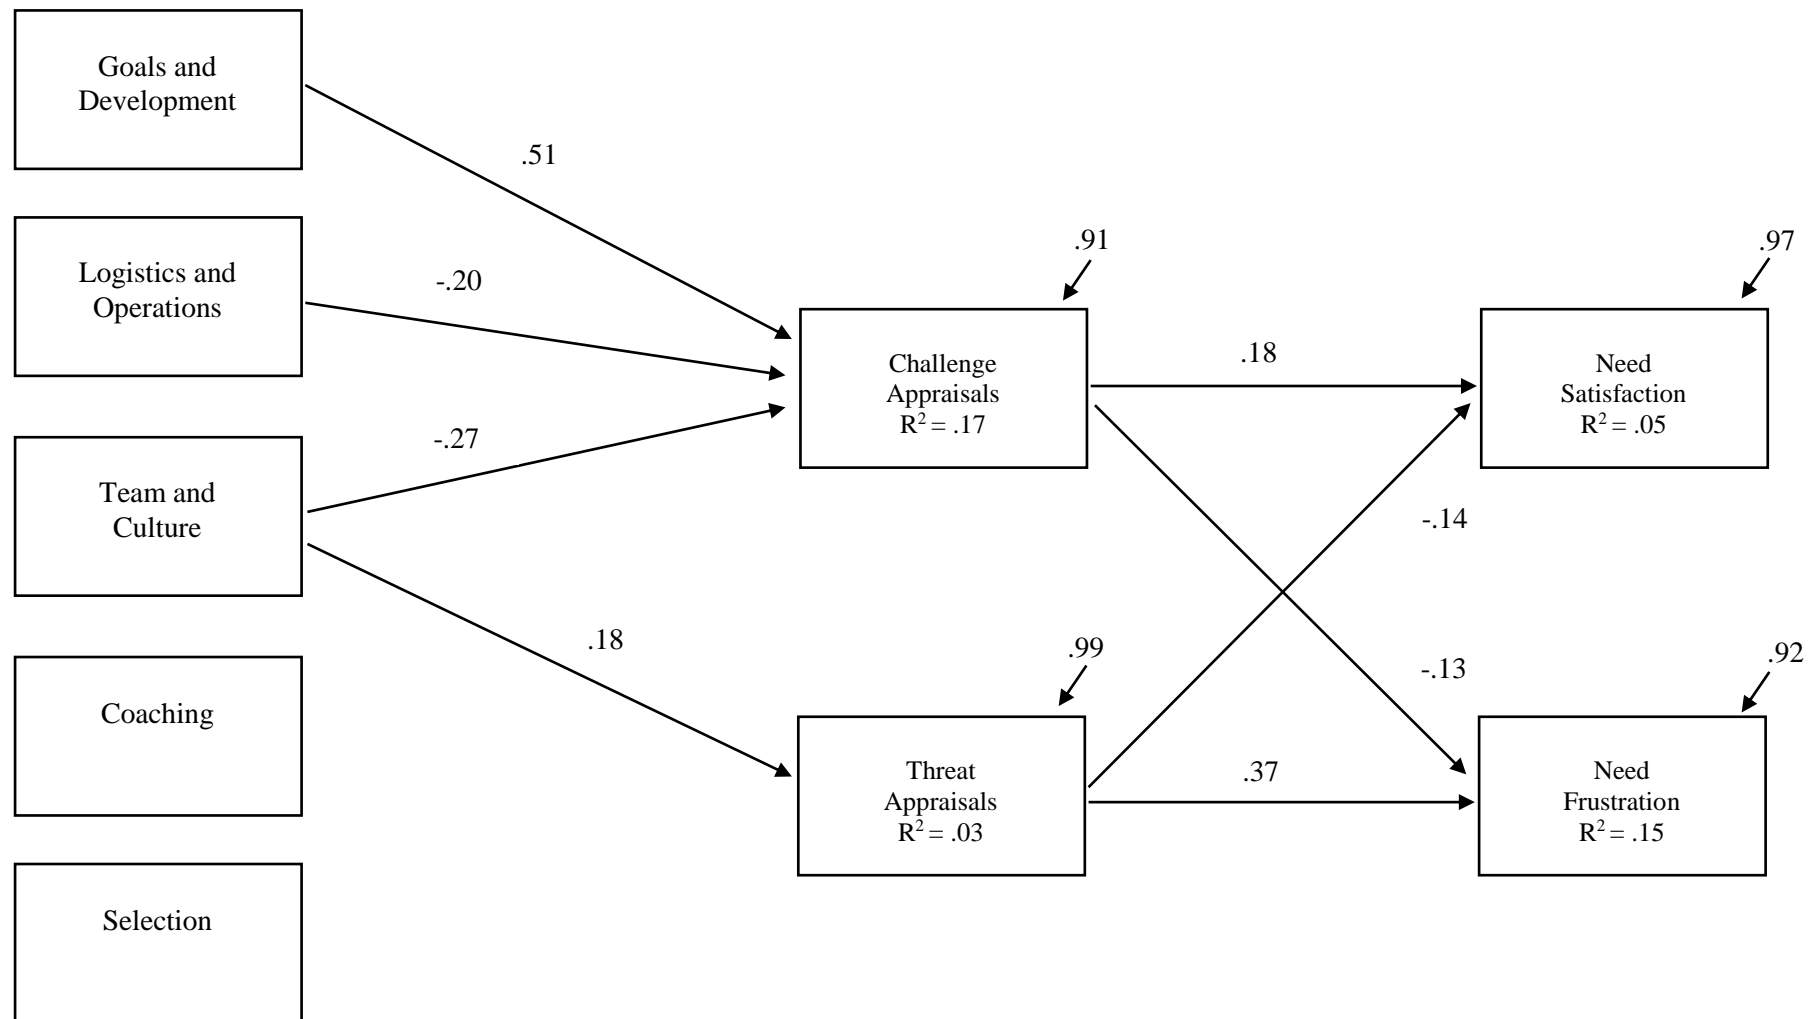 Goals and
Development
.51
Logistics and
Operations
-.20
Team and
Culture
-.27
.18
Coaching
Selection
.91
Challenge
Appraisals
R² = .17
.99
Threat
Appraisals
R² = .03
.18
-.14
-.13
.37
.97
Need
Satisfaction
R² = .05
.92
Need
Frustration
R² = .15